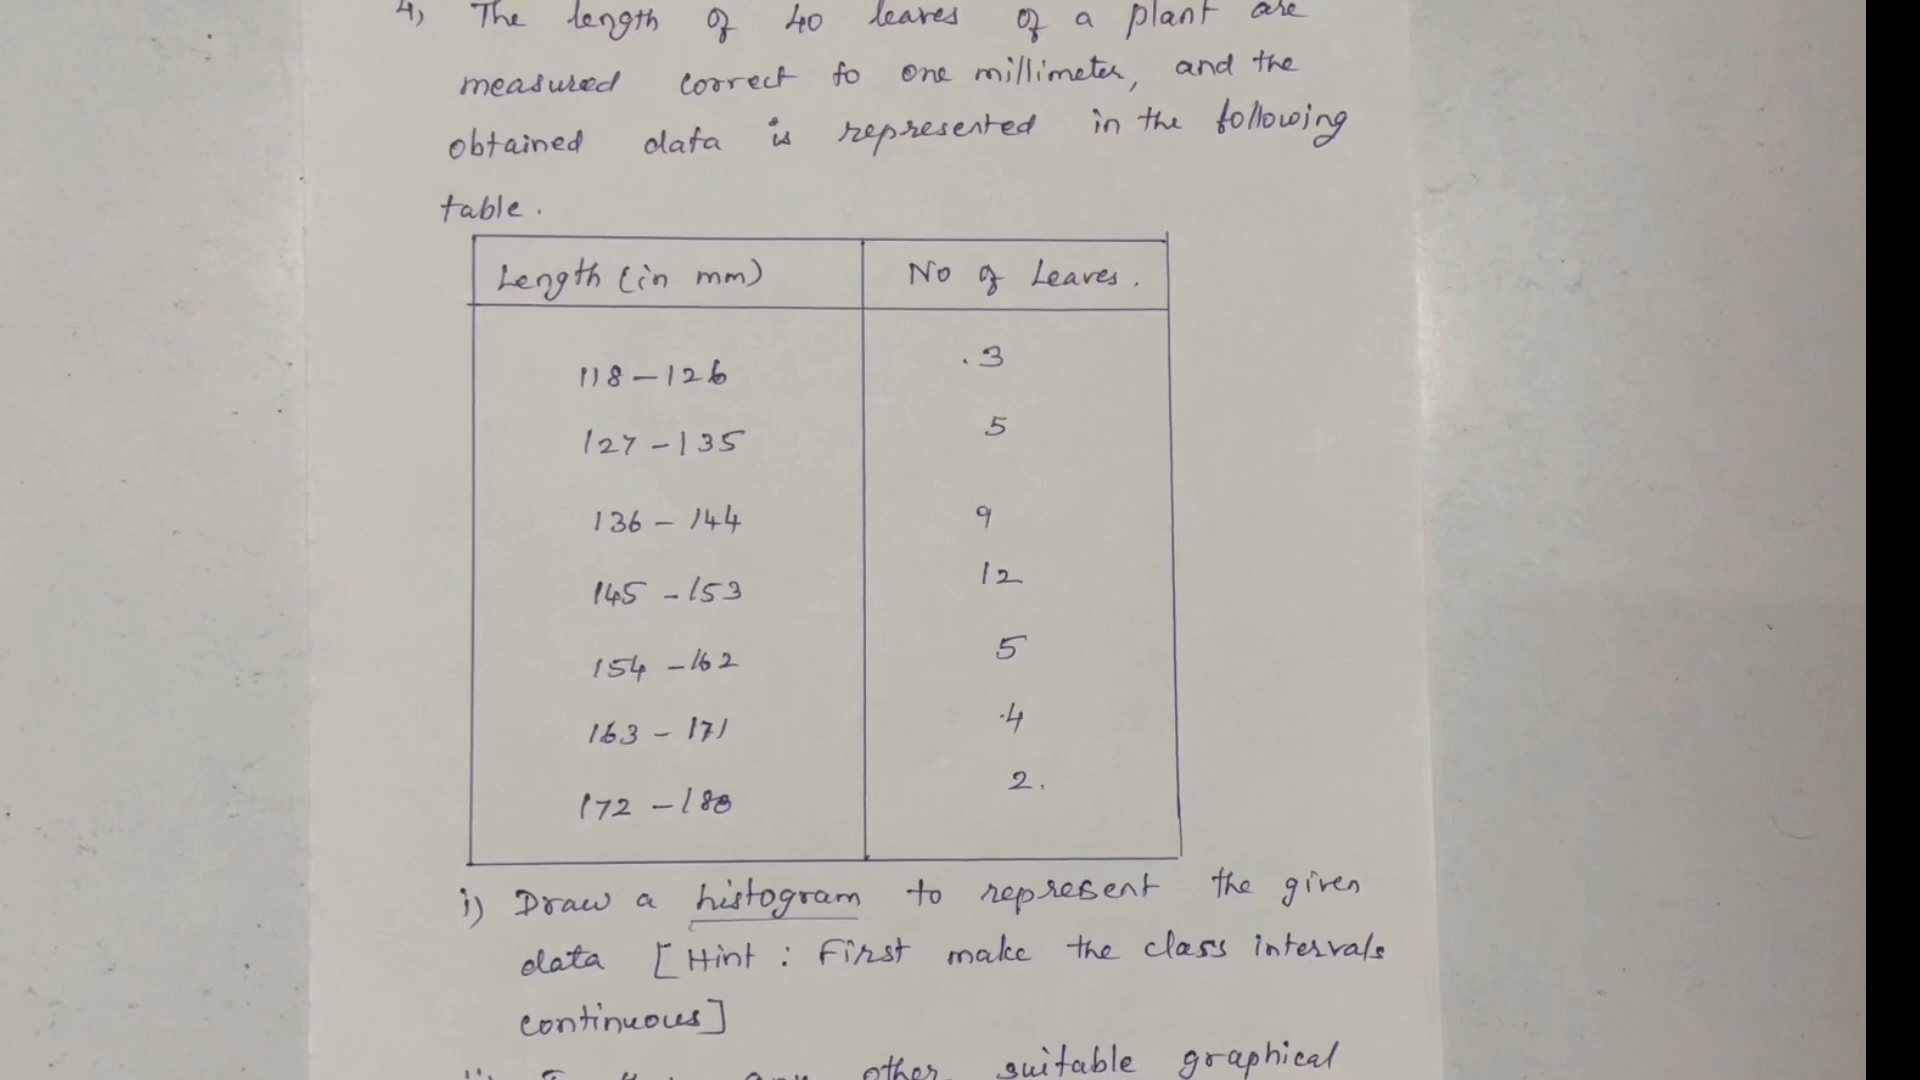 4) The length of 40 leaves of a plant are
measured correct to one millimeter, and the
obtained data is represented in the following
table.
Length (in mm) No of Leaves.
118 – 126 3
127 – 135 5
136 – 144 9
145 – 153 12
154 – 162 5
163 – 171 4
172 – 180 2.
i) Draw a histogram to represent the given
data [Hint : First make the class intervals
continuous]
other suitable graphical